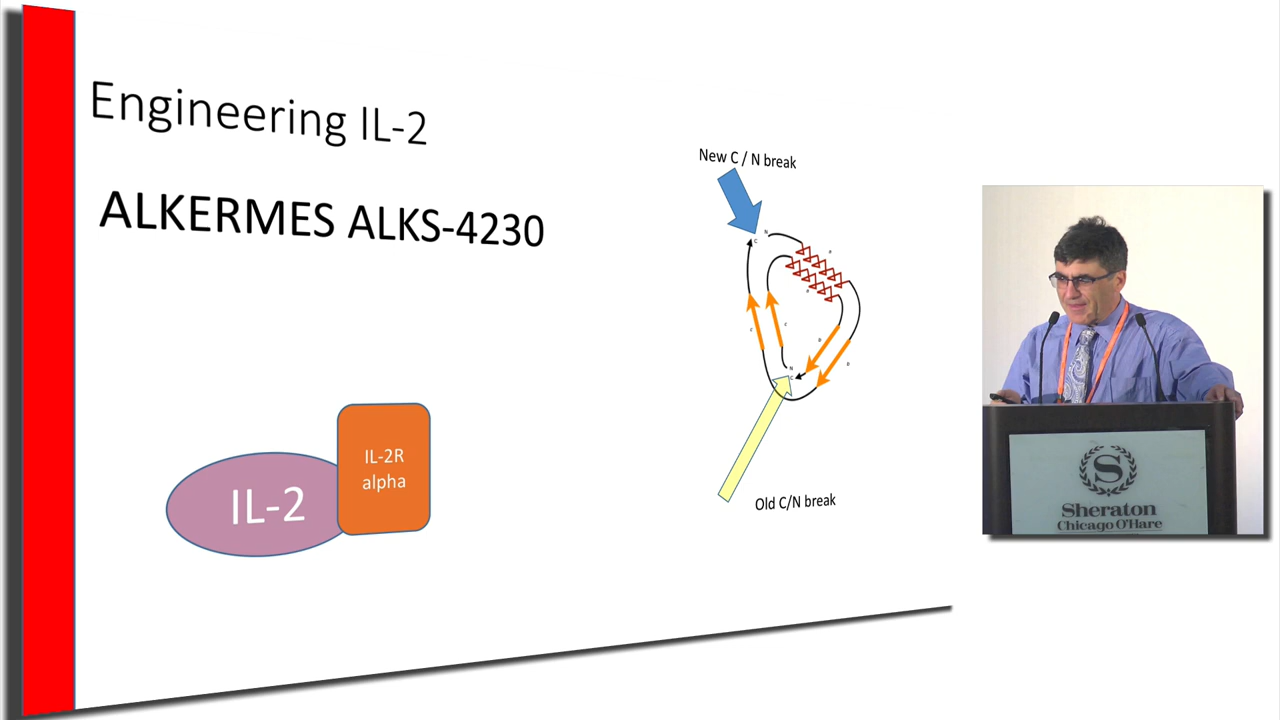 Engineering IL-2
ALKERMES ALKS-4230
New C / N break
N
C
IL-2R
alpha
IL-2
Old C/N break
S
Sheraton
Chicago O'Hare